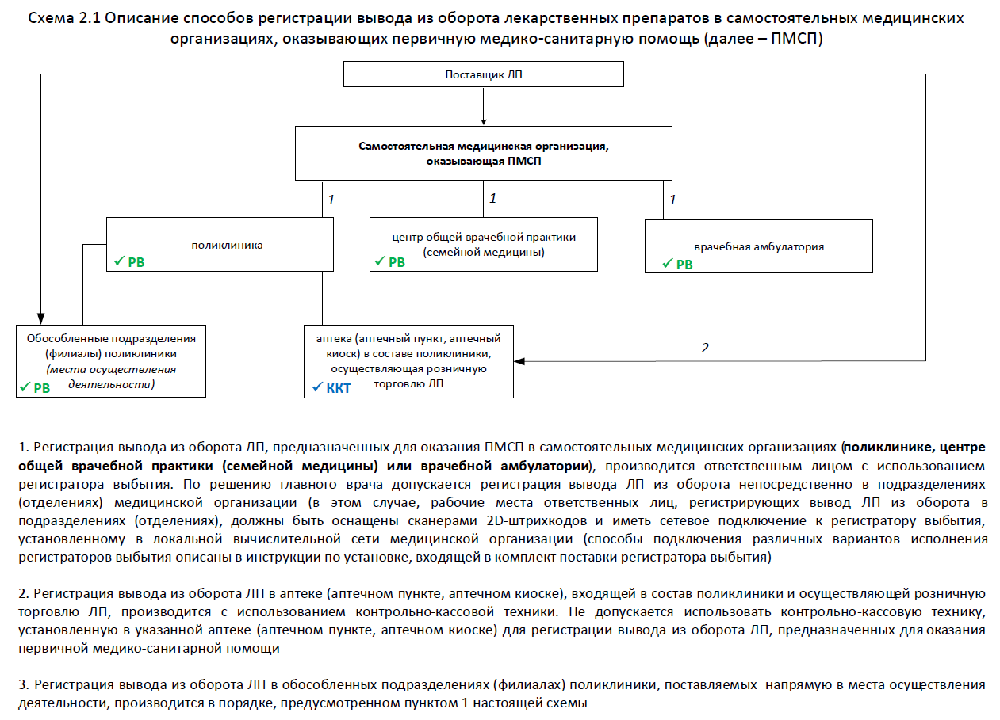 Схема 2.1 Описание способов регистрации вывода из оборота лекарственных препаратов в самостоятельных медицинских
организациях, оказывающих первичную медико-санитарную помощь (далее – ПМСП)
Поставщик ЛП
Самостоятельная медицинская организация,
оказывающая ПМСП
1
1
1
поликлиника
✓ РВ
центр общей врачебной практики
(семейной медицины)
✓ РВ
врачебная амбулатория
✓ РВ
Обособленные подразделения
(филиалы) поликлиники
(места осуществления
деятельности)
✓ РВ
аптека (аптечный пункт, аптечный
киоск) в составе поликлиники,
осуществляющая розничную
торговлю ЛП
✓ ККТ
2
1. Регистрация вывода из оборота ЛП, предназначенных для оказания ПМСП в самостоятельных медицинских организациях (поликлинике, центре
общей врачебной практики (семейной медицины) или врачебной амбулатории), производится ответственным лицом с использованием
регистратора выбытия. По решению главного врача допускается регистрация вывода ЛП из оборота непосредственно в подразделениях
(отделениях) медицинской организации (в этом случае, рабочие места ответственных лиц, регистрирующих вывод ЛП из оборота в
подразделениях (отделениях), должны быть оснащены сканерами 2D-штрихкодов и иметь сетевое подключение к регистратору выбытия,
установленному в локальной вычислительной сети медицинской организации (способы подключения различных вариантов исполнения
регистраторов выбытия описаны в инструкции по установке, входящей в комплект поставки регистратора выбытия)
2. Регистрация вывода из оборота ЛП в аптеке (аптечном пункте, аптечном киоске), входящей в состав поликлиники и осуществляющей розничную
торговлю ЛП, производится с использованием контрольно-кассовой техники. Не допускается использовать контрольно-кассовую технику,
установленную в указанной аптеке (аптечном пункте, аптечном киоске) для регистрации вывода из оборота ЛП, предназначенных для оказания
первичной медико-санитарной помощи
3. Регистрация вывода из оборота ЛП в обособленных подразделениях (филиалах) поликлиники, поставляемых напрямую в места осуществления
деятельности, производится в порядке, предусмотренном пунктом 1 настоящей схемы